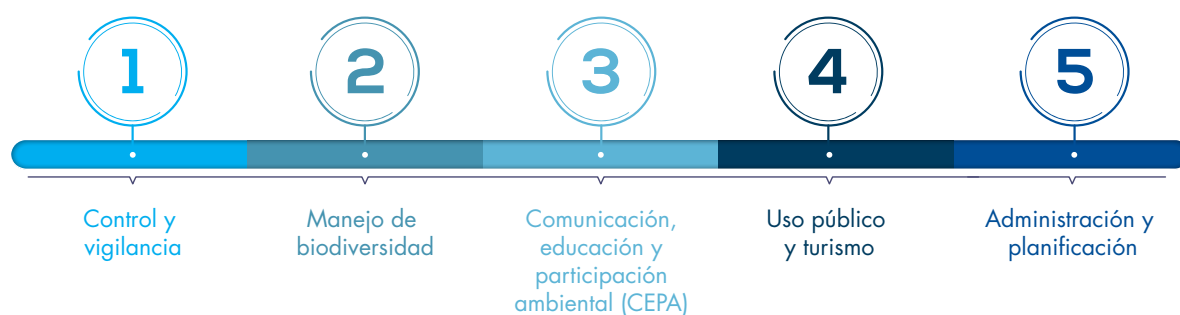 1
2
3
4
5
Control y
vigilancia
Manejo de
biodiversidad
Comunicación,
educación y
participación
ambiental (CEPA)
Uso público
y turismo
Administración y
planificación